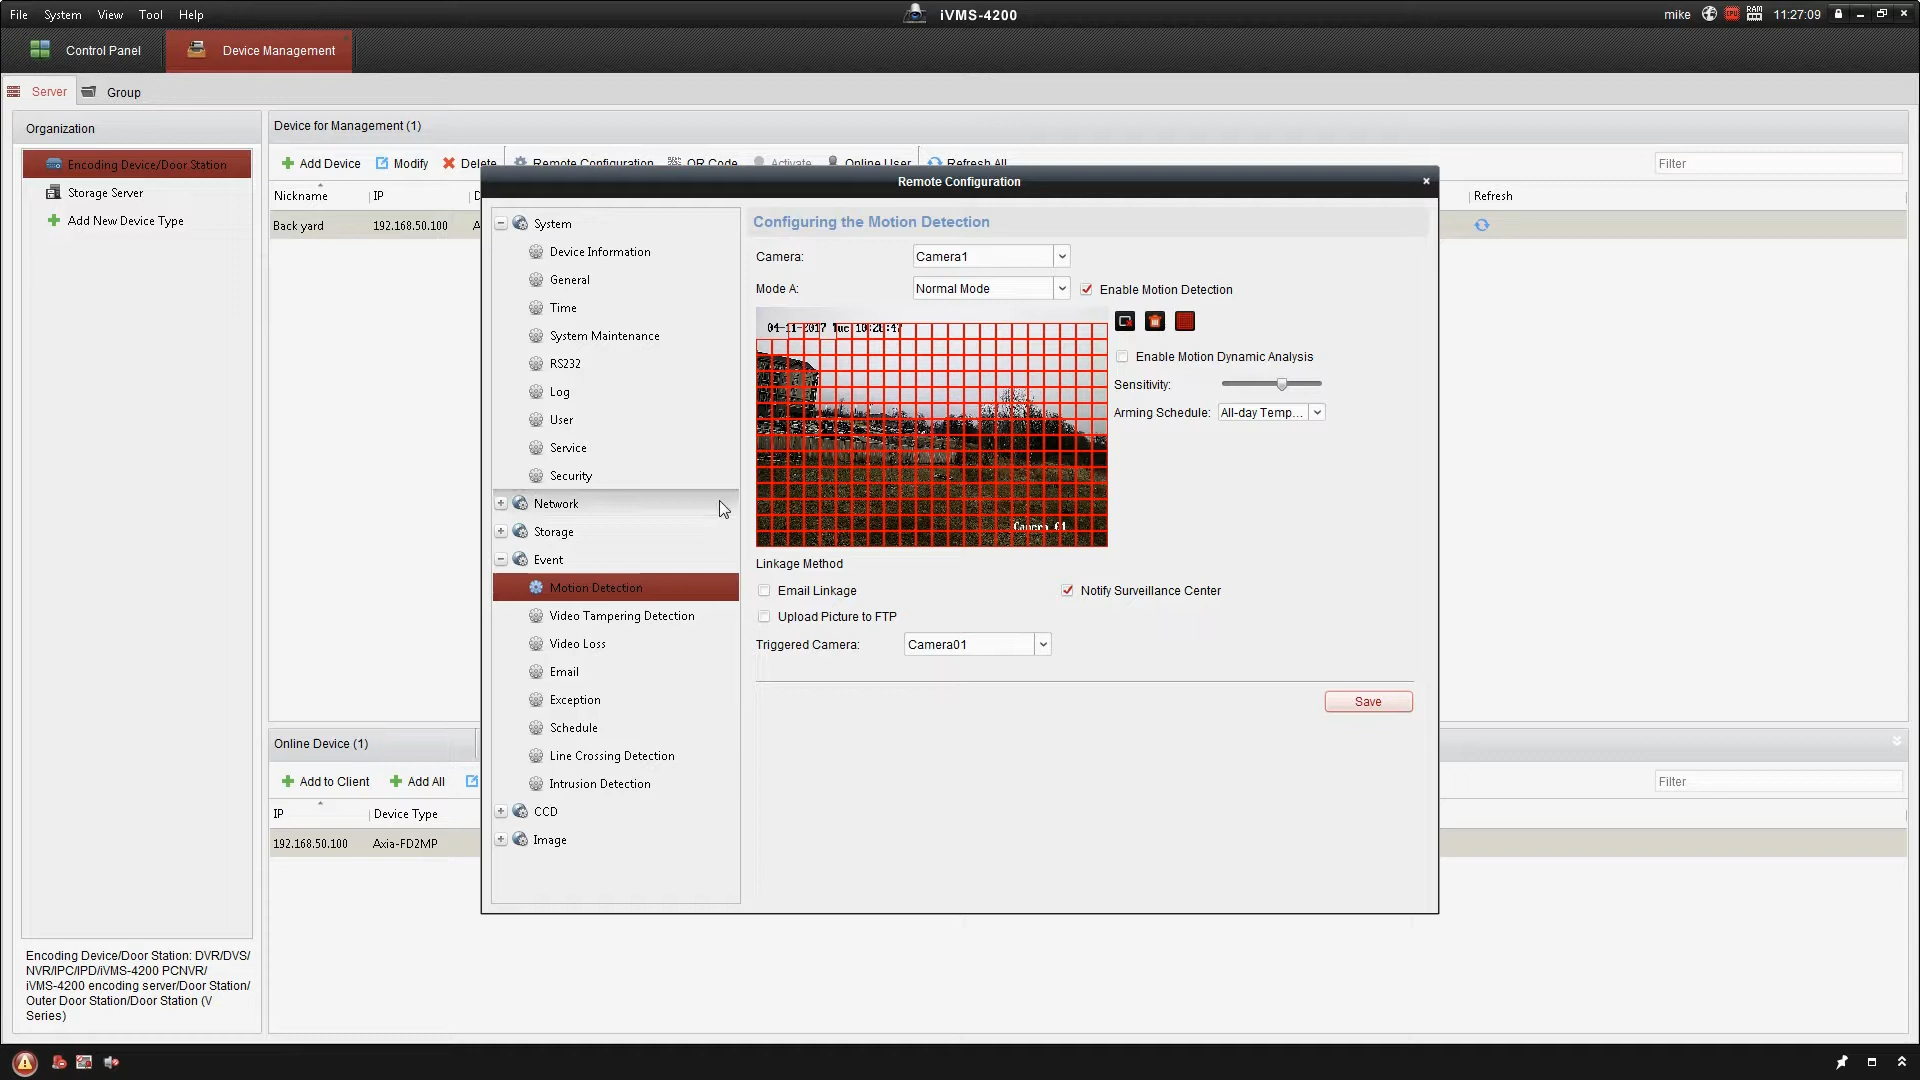 File System View Tool Help
iVMS-4200
mike 11:27:09
Control Panel
Device Management
Server
Group
Organization
Encoding Device/Door Station
Storage Server
Add New Device Type
Encoding Device/Door Station: DVR/DVS/
NVR/IPC/IPD/iVMS-4200 PCNVR/
iVMS-4200 encoding server/Door Station/
Outer Door Station/Door Station (V
Series)
Device for Management (1)
Add Device Modify Delete Remote Configuration QR Code Activate Online User Refresh All
Filter
Nickname IP D
Refresh
Back yard 192.168.50.100 A
Remote Configuration
System
Device Information
General
Time
System Maintenance
RS232
Log
User
Service
Security
Network
Storage
Event
Motion Detection
Video Tampering Detection
Video Loss
Email
Exception
Schedule
Line Crossing Detection
Intrusion Detection
CCD
Image
Configuring the Motion Detection
Camera: Camera1
Mode A: Normal Mode
Enable Motion Detection
04-11-2017 Tue 10:28:47
Camera 01
Enable Motion Dynamic Analysis
Sensitivity:
Arming Schedule: All-day Temp...
Linkage Method
Email Linkage
Notify Surveillance Center
Upload Picture to FTP
Triggered Camera: Camera01
Save
Online Device (1)
Add to Client Add All
Filter
IP Device Type
192.168.50.100 Axia-FD2MP